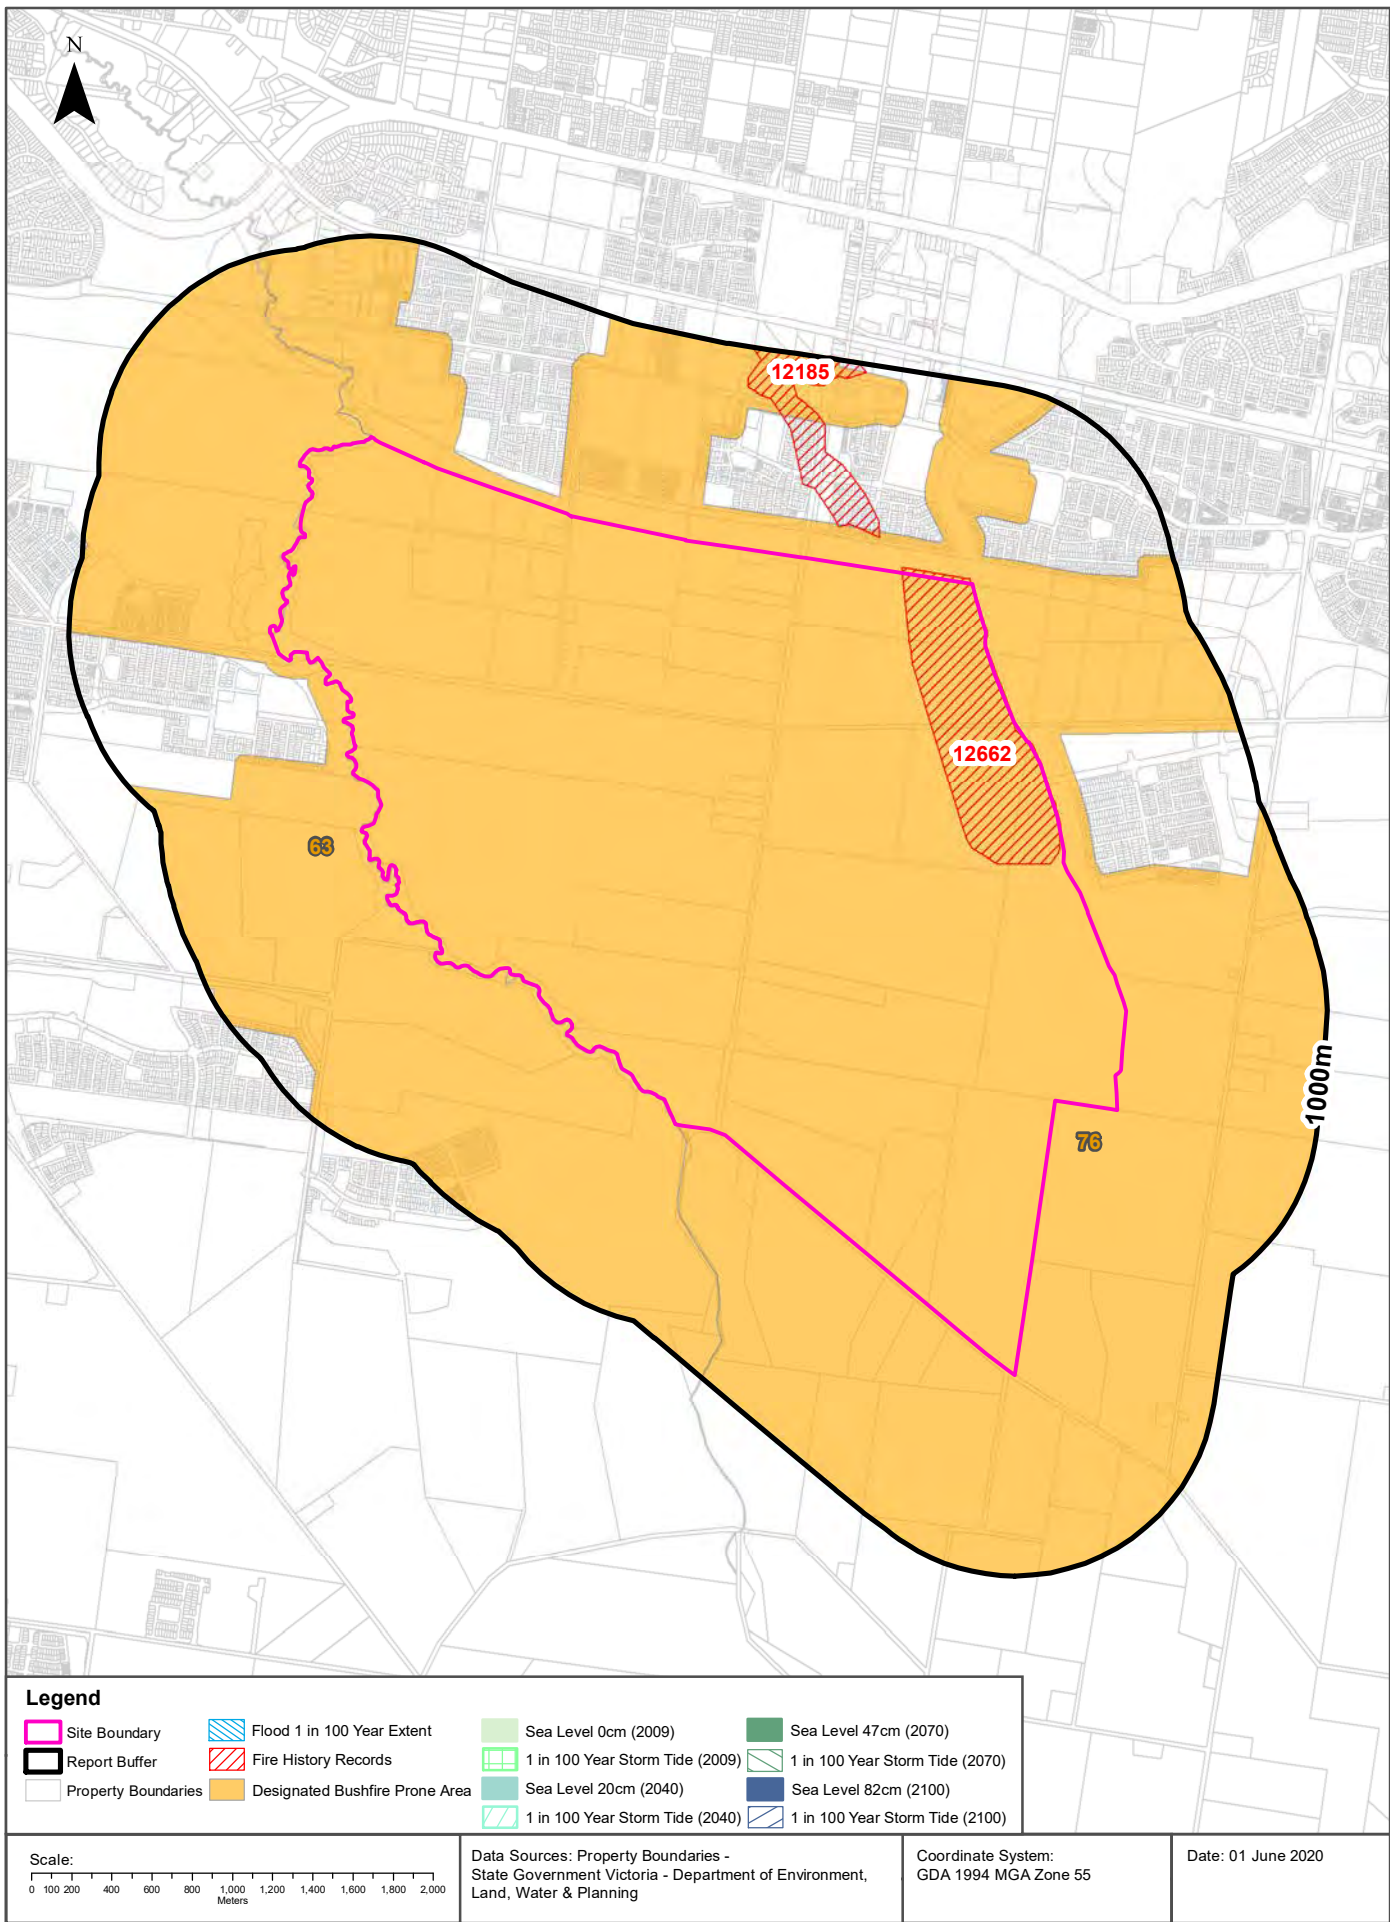 N
12185
12662
63
1000m
76
Legend
Site Boundary
Report Buffer
Property Boundaries
Flood 1 in 100 Year Extent
Fire History Records
Designated Bushfire Prone Area
Sea Level 0cm (2009)
1 in 100 Year Storm Tide (2009)
Sea Level 20cm (2040)
1 in 100 Year Storm Tide (2040)
Sea Level 47cm (2070)
1 in 100 Year Storm Tide (2070)
Sea Level 82cm (2100)
1 in 100 Year Storm Tide (2100)
Scale:
0 100 200 400 600 800 1,000 1,200 1,400 1,600 1,800 2,000
Meters
Data Sources: Property Boundaries -
State Government Victoria - Department of Environment,
Land, Water & Planning
Coordinate System:
GDA 1994 MGA Zone 55
Date: 01 June 2020